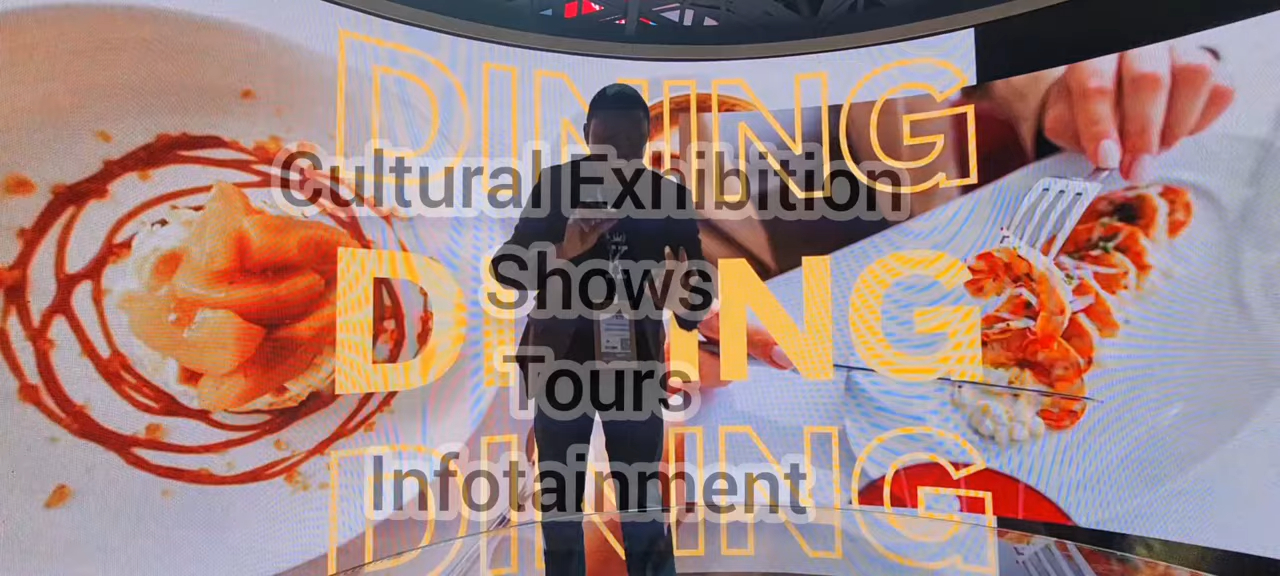 DINING
Cultural Exhibition
Shows
DINING
Tours
Infotainment
DINING